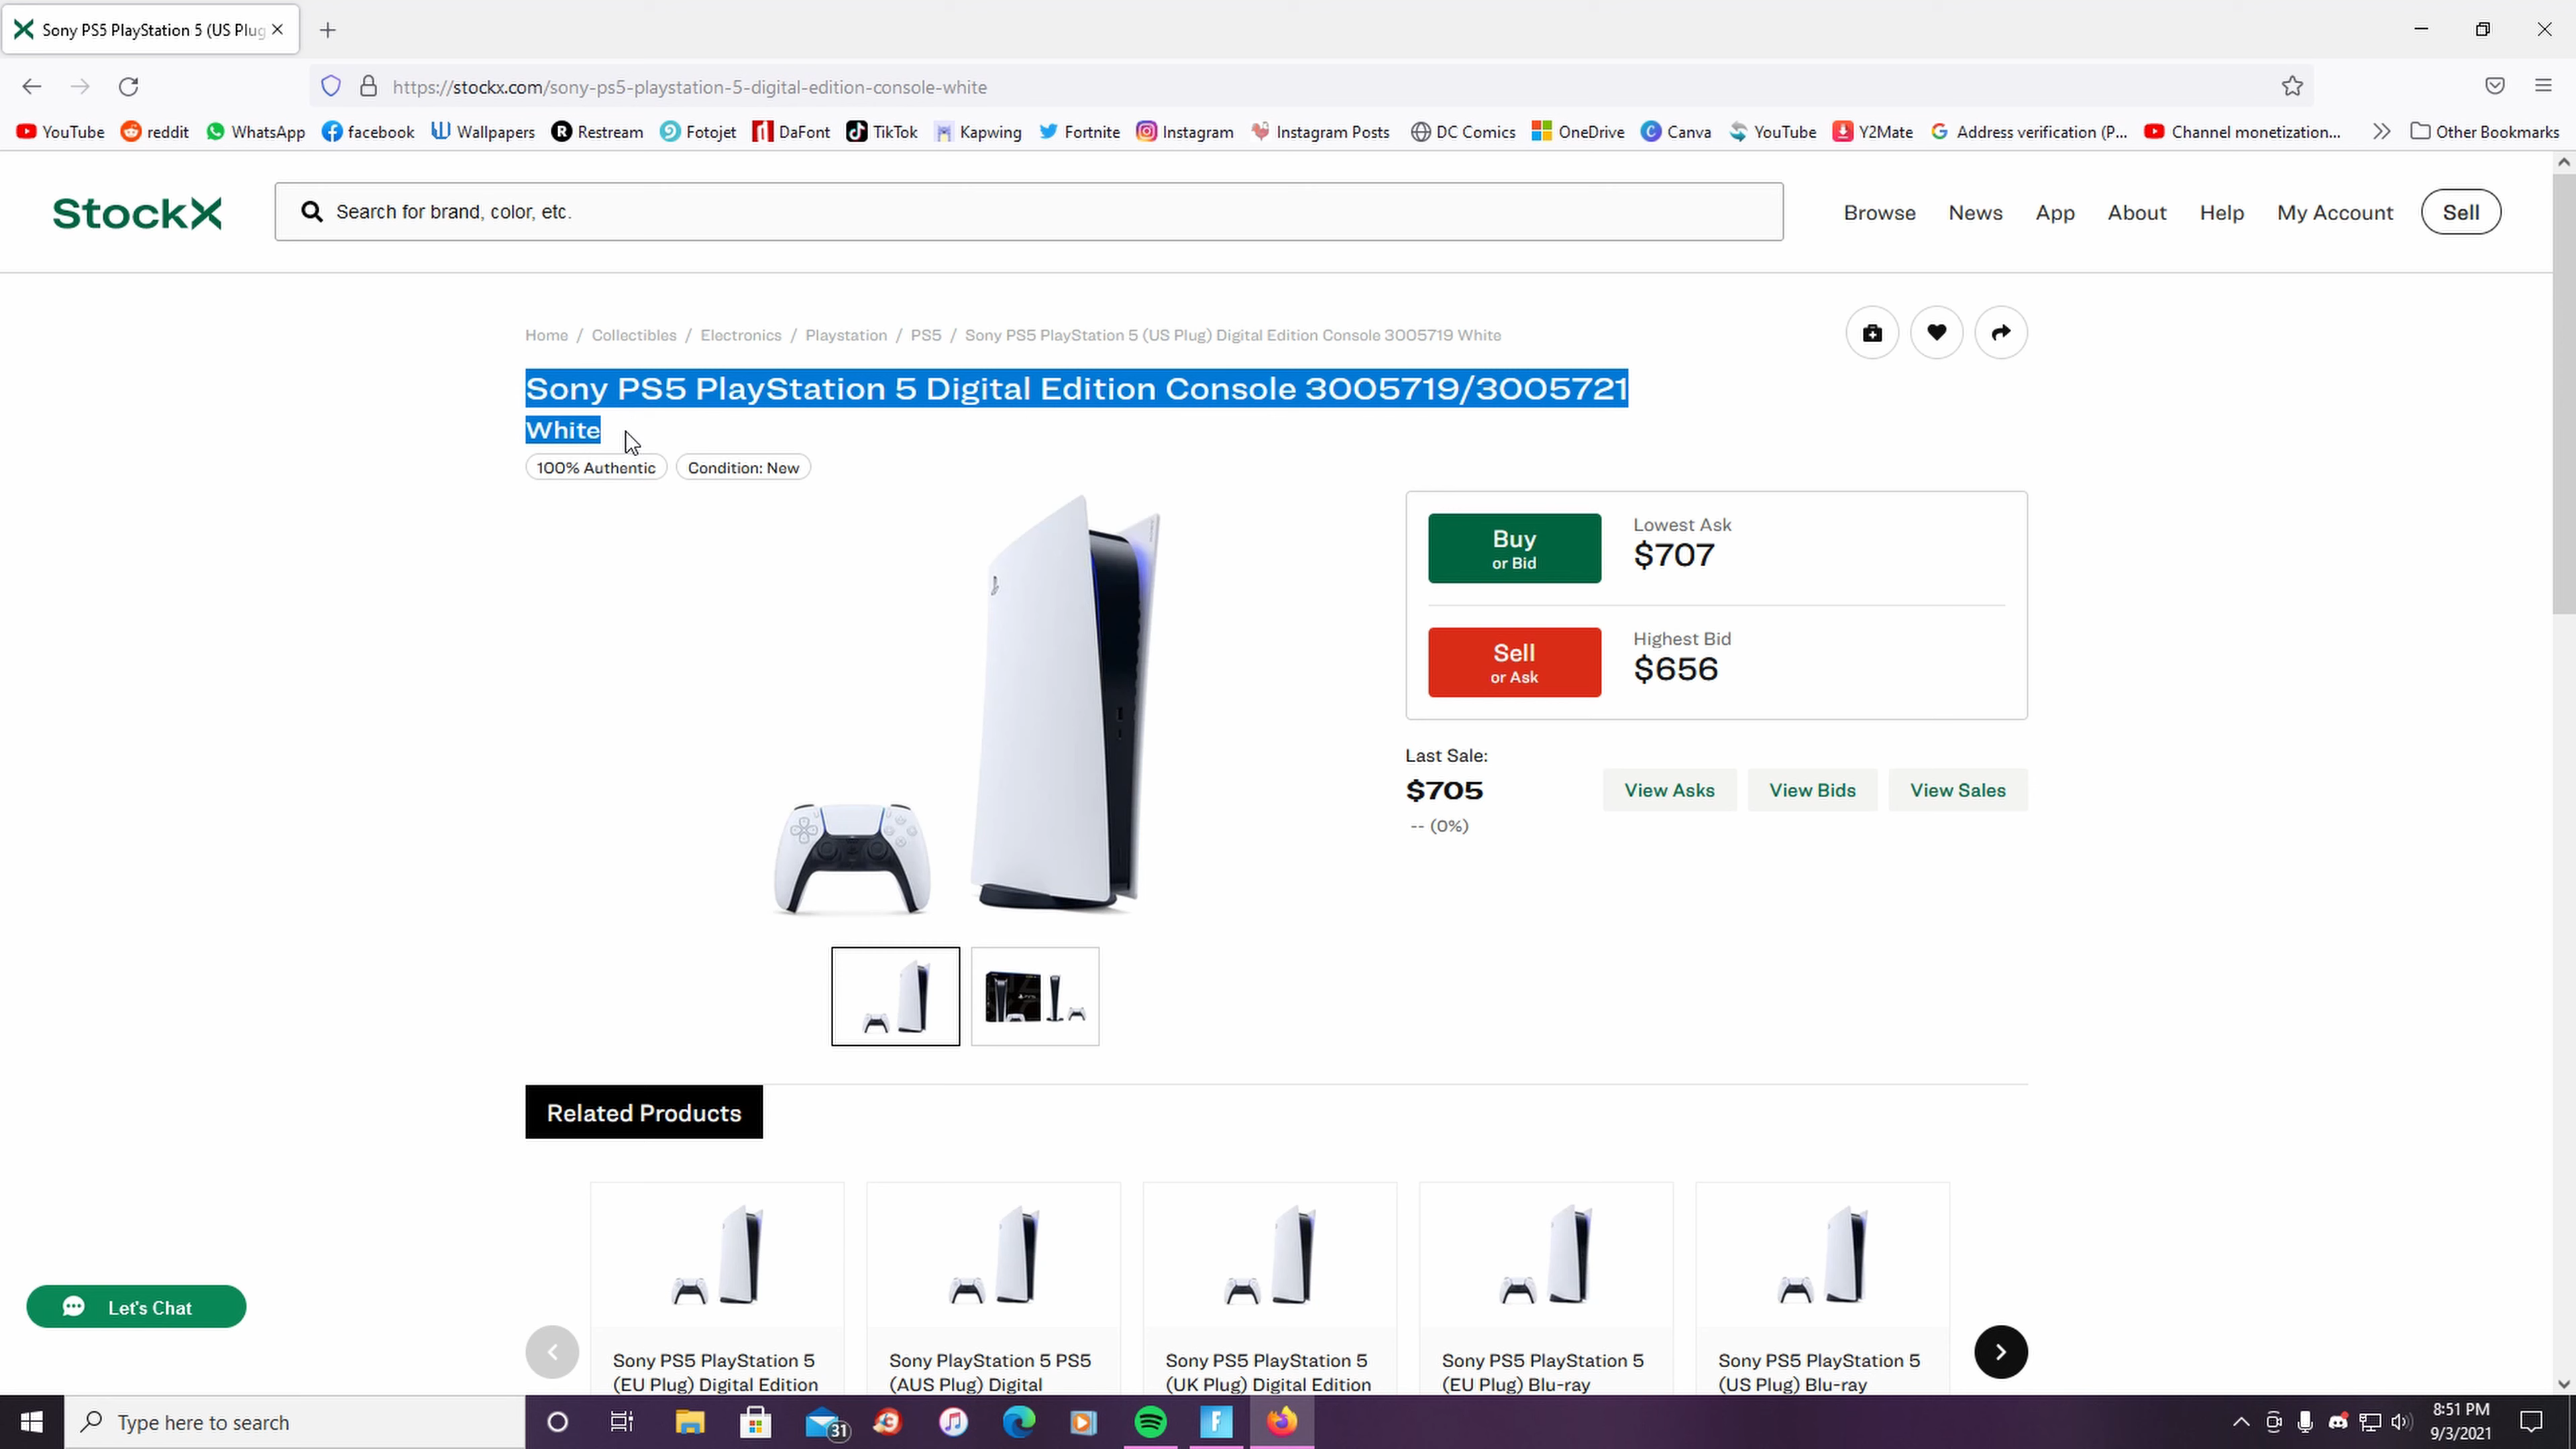 Sony PS5 PlayStation 5 (US Plug
https://stockx.com/sony-ps5-playstation-5-digital-edition-console-white
YouTube reddit WhatsApp facebook Wallpapers Restream Fotojet DaFont TikTok Kapwing Fortnite Instagram Instagram Posts DC Comics OneDrive Canva YouTube Y2Mate Address verification (P... Channel monetization... Other Bookmarks
StockX Search for brand, color, etc. Browse News App About Help My Account Sell
Home / Collectibles / Electronics / Playstation / PS5 / Sony PS5 PlayStation 5 (US Plug) Digital Edition Console 3005719 White
Sony PS5 PlayStation 5 Digital Edition Console 3005719/3005721
White
100% Authentic Condition: New
Buy
or Bid
Lowest Ask
$707
Sell
or Ask
Highest Bid
$656
Last Sale:
$705
-- (0%)
View Asks View Bids View Sales
Related Products
Sony PS5 PlayStation 5
(EU Plug) Digital Edition
Sony PlayStation 5 PS5
(AUS Plug) Digital
Sony PS5 PlayStation 5
(UK Plug) Digital Edition
Sony PS5 PlayStation 5
(EU Plug) Blu-ray
Sony PS5 PlayStation 5
(US Plug) Blu-ray
Let's Chat
Type here to search
31
8:51 PM
9/3/2021